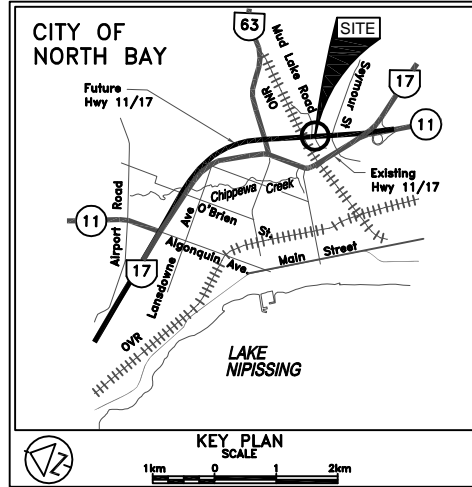 CITY OF
NORTH BAY
63
SITE
Mud Lake Road
ONR
Seymour St
17
11
Future
Hwy 11/17
Existing
Hwy 11/17
Chippewa Creek
O'Brien St.
11
Airport Road
Lansdowne Ave
Algonquin Ave.
Main Street
17
OVR
LAKE
NIPISSING
N
KEY PLAN
SCALE
1km 0 1 2km